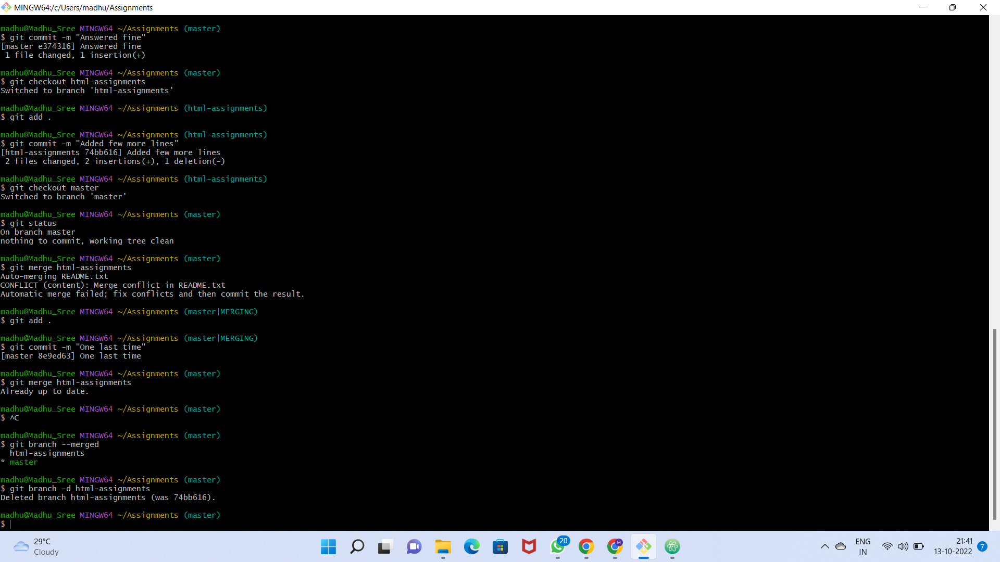 MINGW64:/c/Users/madhu/Assignments
madhu@Madhu_Sree MINGW64 ~/Assignments (master)
$ git commit -m "Answered fine"
[master e374316] Answered fine
 1 file changed, 1 insertion(+)
madhu@Madhu_Sree MINGW64 ~/Assignments (master)
$ git checkout html-assignments
Switched to branch 'html-assignments'
madhu@Madhu_Sree MINGW64 ~/Assignments (html-assignments)
$ git add .
madhu@Madhu_Sree MINGW64 ~/Assignments (html-assignments)
$ git commit -m "Added few more lines"
[html-assignments 74bb616] Added few more lines
 2 files changed, 2 insertions(+), 1 deletion(-)
madhu@Madhu_Sree MINGW64 ~/Assignments (html-assignments)
$ git checkout master
Switched to branch 'master'
madhu@Madhu_Sree MINGW64 ~/Assignments (master)
$ git status
On branch master
nothing to commit, working tree clean
madhu@Madhu_Sree MINGW64 ~/Assignments (master)
$ git merge html-assignments
Auto-merging README.txt
CONFLICT (content): Merge conflict in README.txt
Automatic merge failed; fix conflicts and then commit the result.
madhu@Madhu_Sree MINGW64 ~/Assignments (master|MERGING)
$ git add .
madhu@Madhu_Sree MINGW64 ~/Assignments (master|MERGING)
$ git commit -m "One last time"
[master 8e9ed63] One last time
madhu@Madhu_Sree MINGW64 ~/Assignments (master)
$ git merge html-assignments
Already up to date.
madhu@Madhu_Sree MINGW64 ~/Assignments (master)
$ ^C
madhu@Madhu_Sree MINGW64 ~/Assignments (master)
$ git branch --merged
  html-assignments
* master
madhu@Madhu_Sree MINGW64 ~/Assignments (master)
$ git branch -d html-assignments
Deleted branch html-assignments (was 74bb616).
madhu@Madhu_Sree MINGW64 ~/Assignments (master)
$
29°C
Cloudy
20
M
ENG
IN
21:41
13-10-2022
7